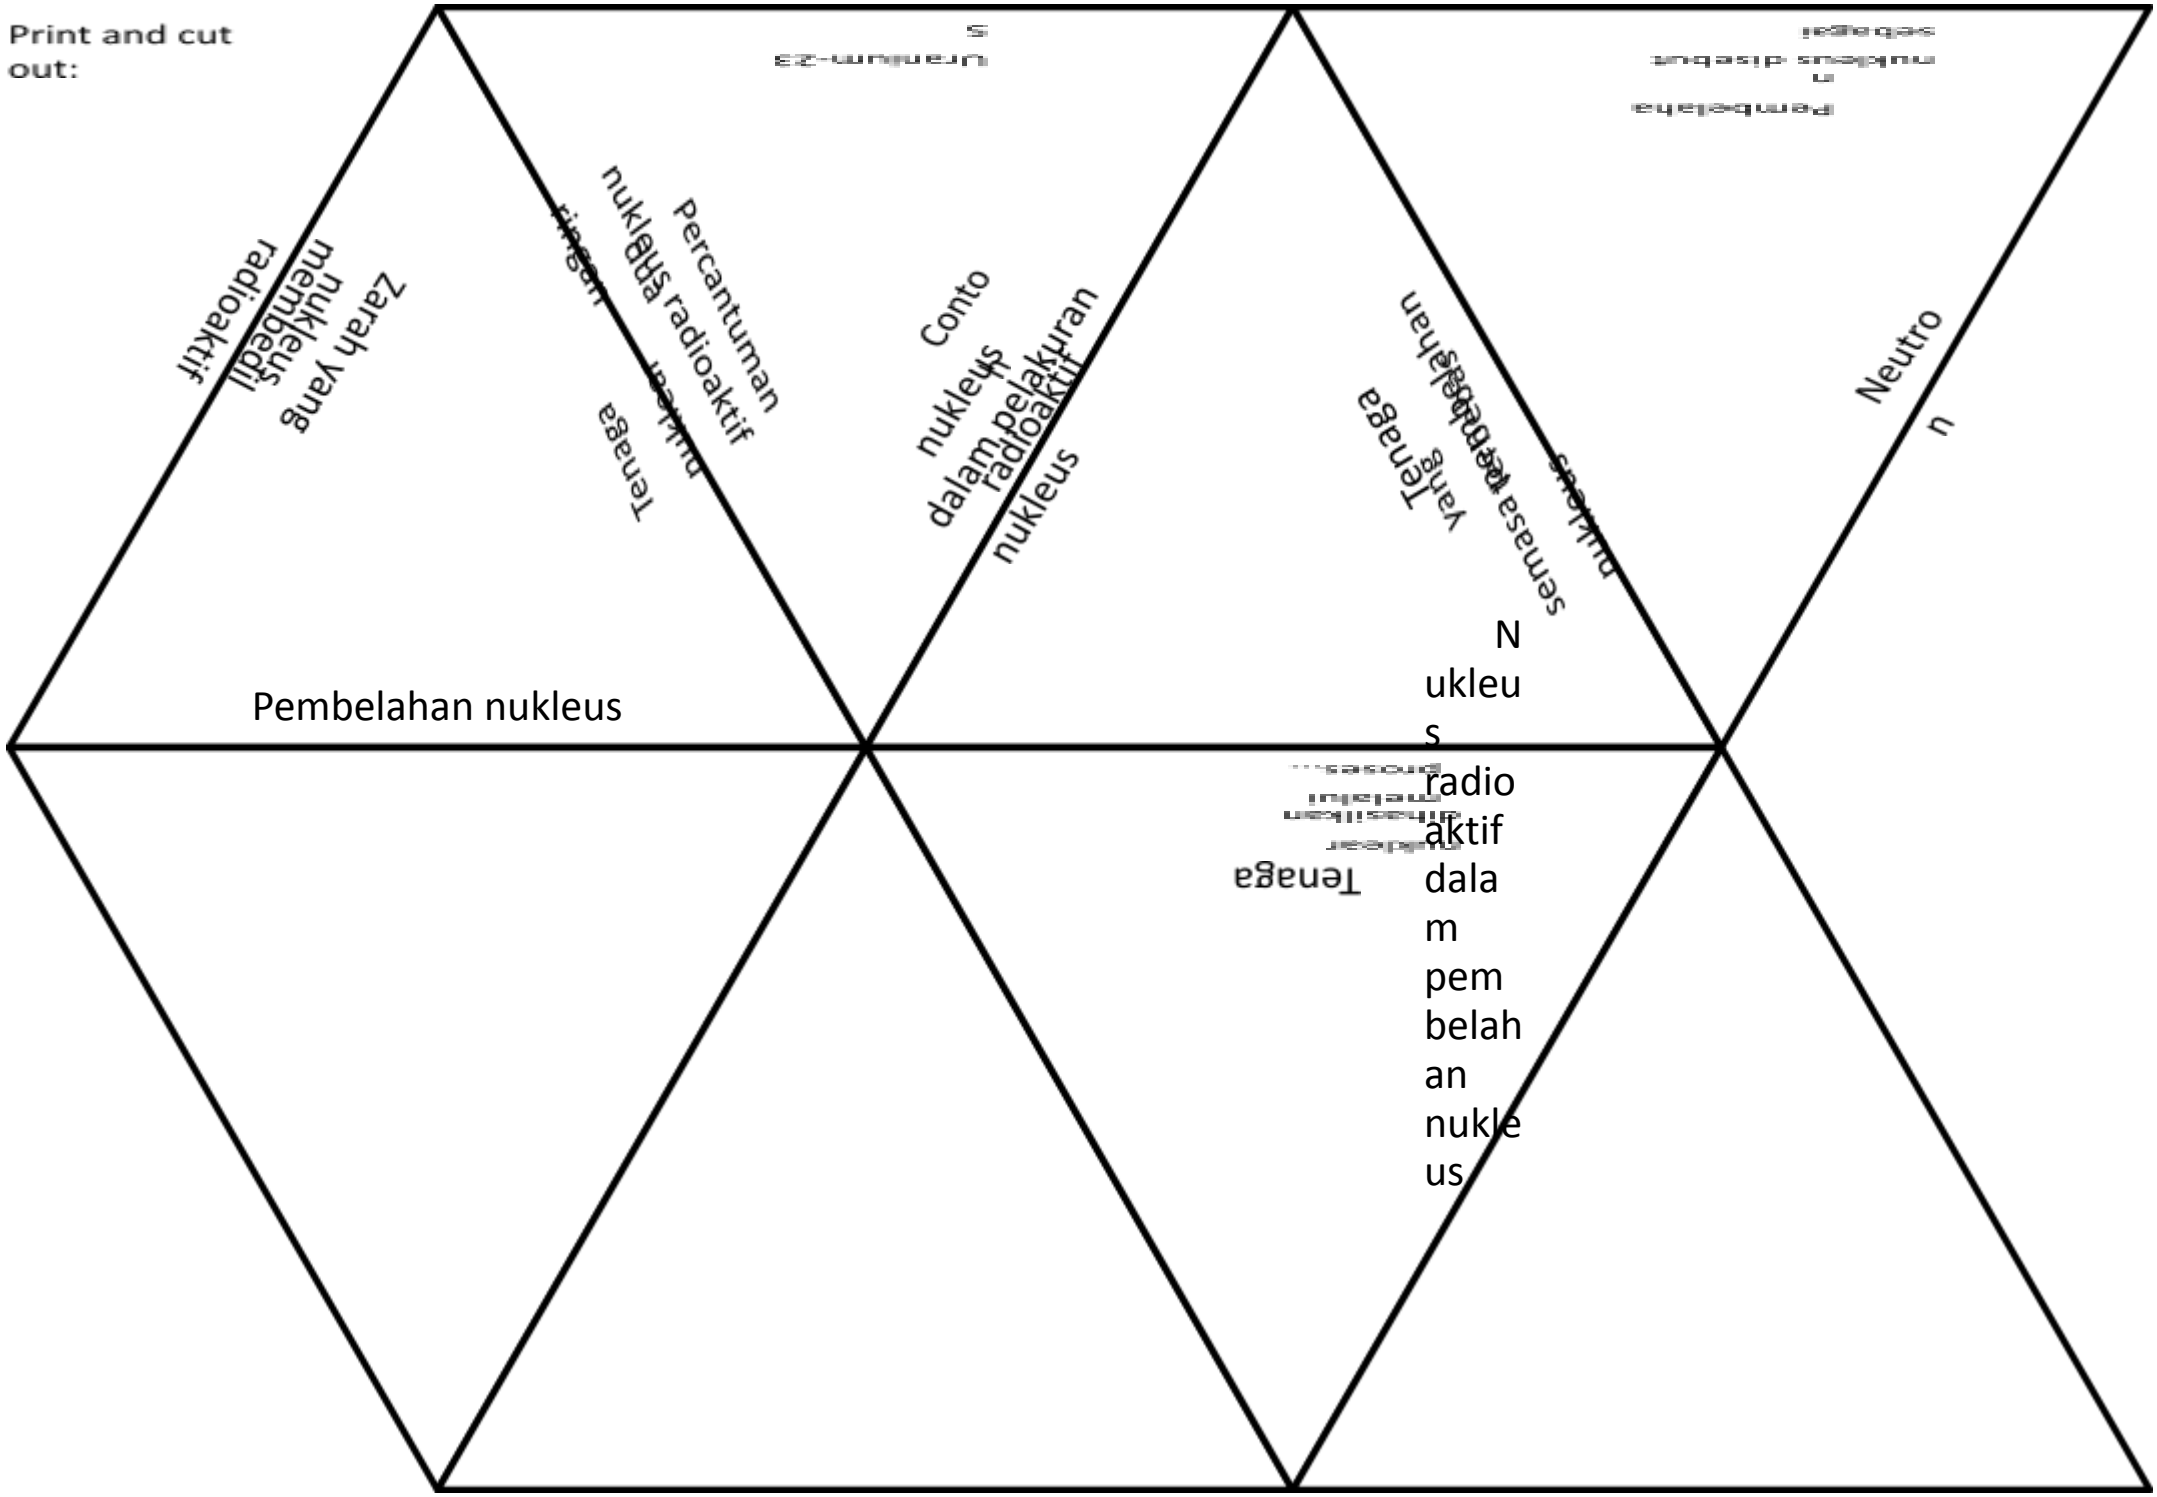 Print and cut
out:
Uranium-23
5
Pembelaha
n
nukleus disebut
sebagai
Zarah yang
membedil
nukleus
radioaktif
Percantuman
dua
nukleus radioaktif
ringan
Tenaga
nuklear
Conto
h
nukleus
radioaktif
dalam pelakuran
nukleus
Tenaga
yang
terbebas
semasa
pembelahan
nukleus
Neutro
n
Pembelahan nukleus
N
ukleu
s
radio
aktif
dala
m
pem
belah
an
nukle
us
Tenaga
nuklear
dihasilkan
melalui
proses...